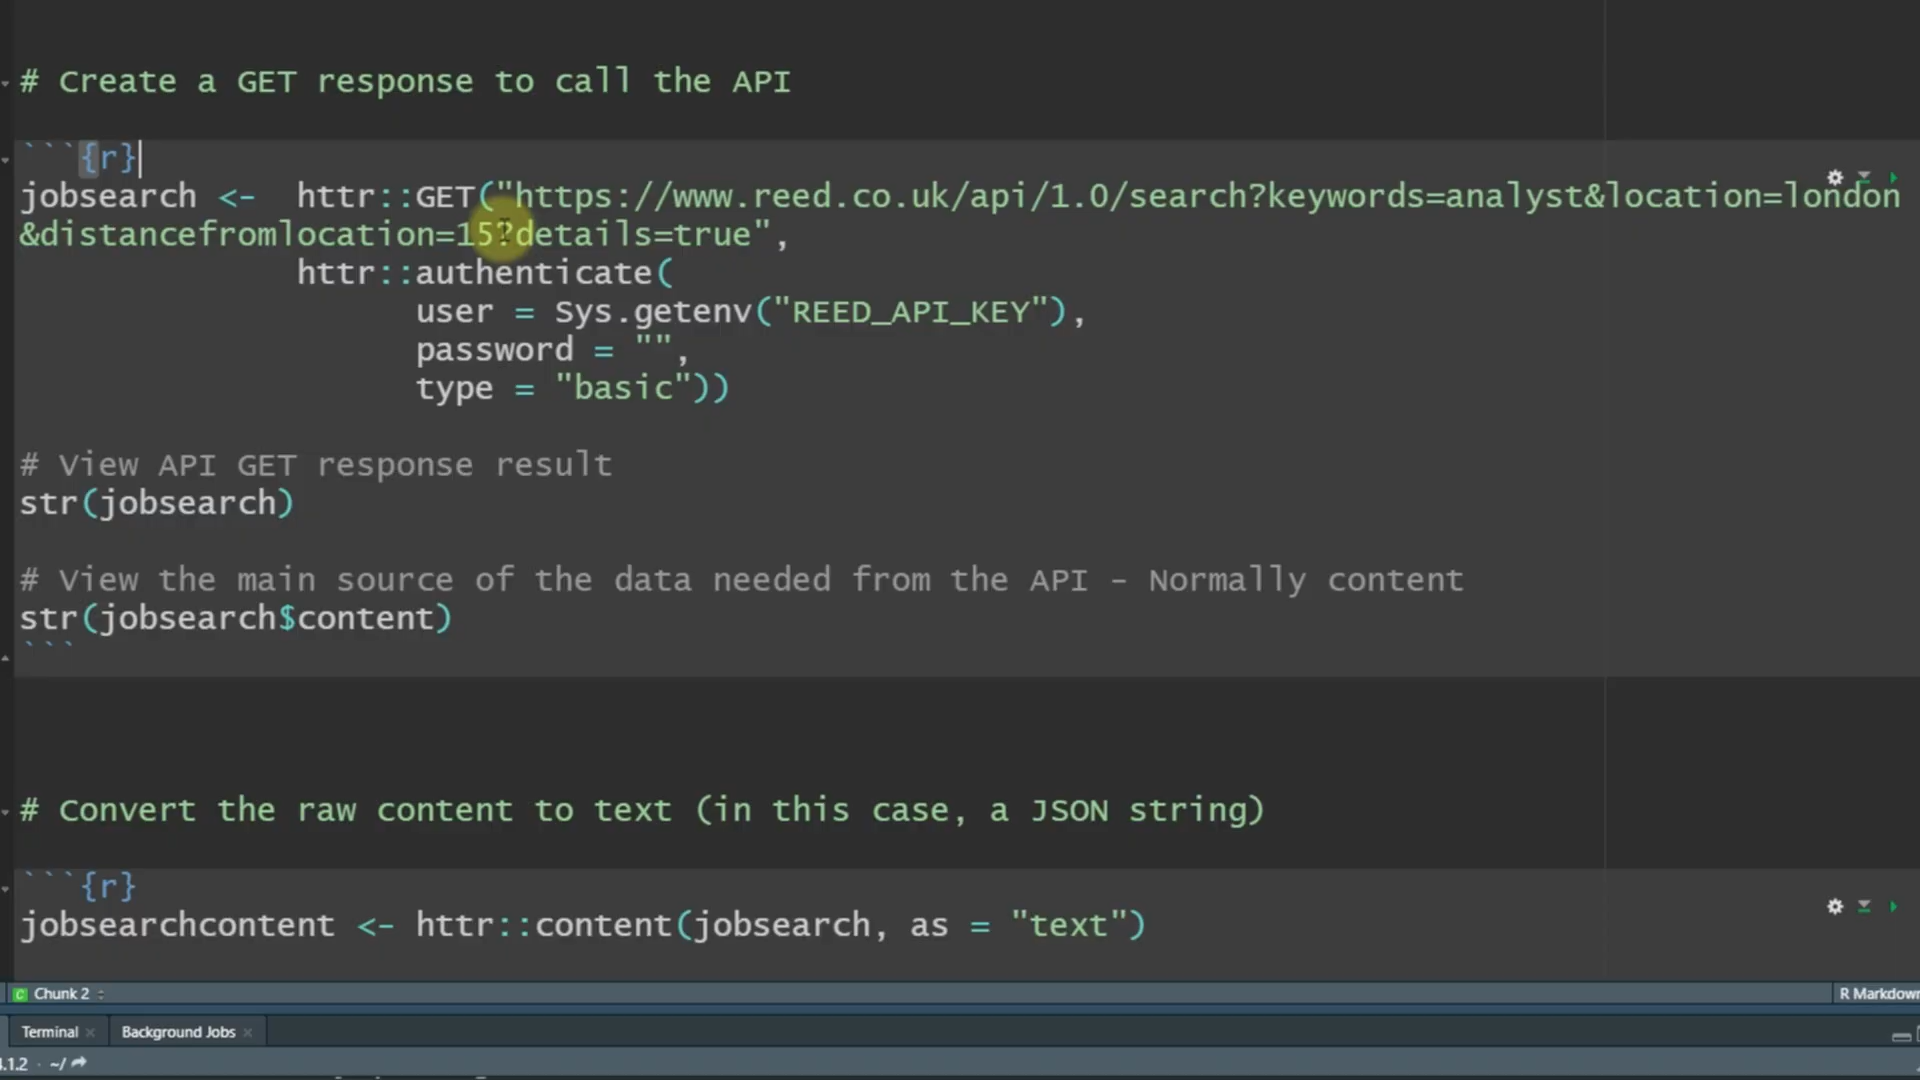 # Create a GET response to call the API
```{r}
jobsearch <-  httr::GET("https://www.reed.co.uk/api/1.0/search?keywords=analyst&location=london
&distancefromlocation=15?details=true",
httr::authenticate(
user = Sys.getenv("REED_API_KEY"),
password = "",
type = "basic"))
# View API GET response result
str(jobsearch)
# View the main source of the data needed from the API - Normally content
str(jobsearch$content)
```
# Convert the raw content to text (in this case, a JSON string)
```{r}
jobsearchcontent <- httr::content(jobsearch, as = "text")
Chunk 2 R Markdown
Terminal Background Jobs
4.1.2 · ~/